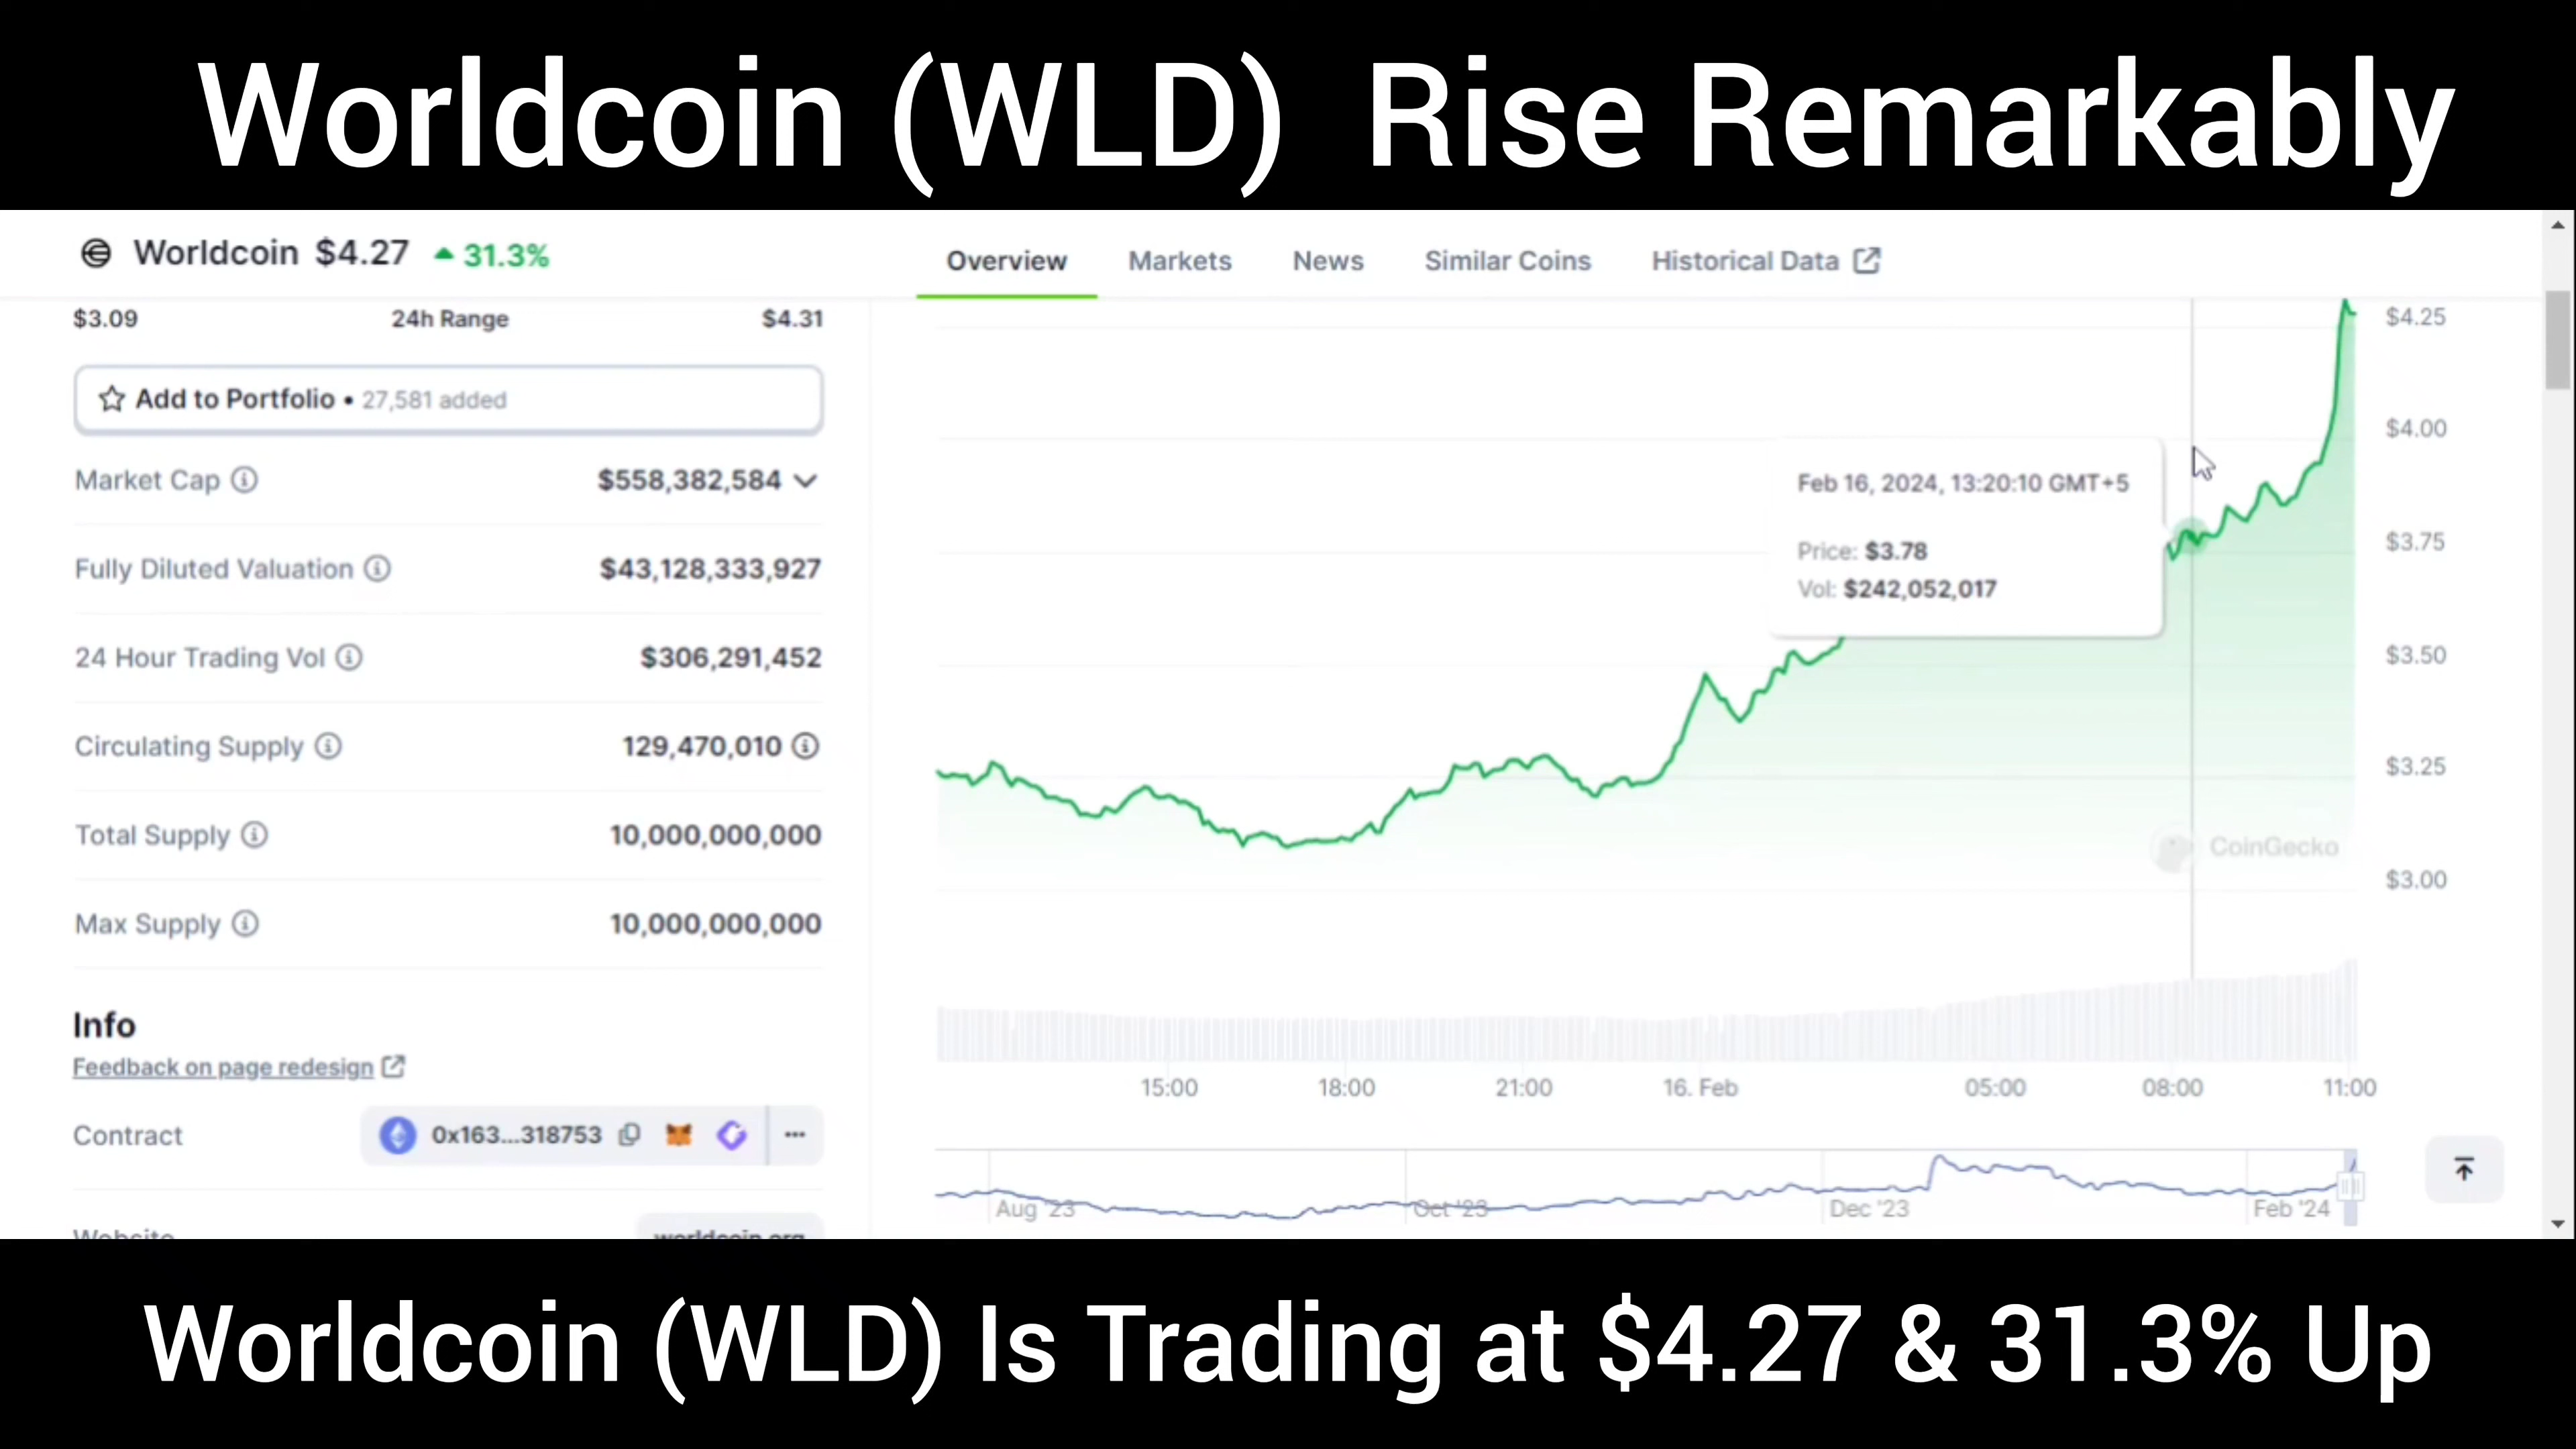 Worldcoin (WLD) Rise Remarkably
Worldcoin $4.27 31.3%
Overview Markets News Similar Coins Historical Data
$3.09 24h Range $4.31
Add to Portfolio • 27,581 added
Market Cap $558,382,584
Fully Diluted Valuation $43,128,333,927
24 Hour Trading Vol $306,291,452
Circulating Supply 129,470,010
Total Supply 10,000,000,000
Max Supply 10,000,000,000
Info
Feedback on page redesign
Contract 0x163...318753 ...
Website worldcoin.org
$4.25
$4.00
$3.75
$3.50
$3.25
$3.00
Feb 16, 2024, 13:20:10 GMT+5
Price: $3.78
Vol: $242,052,017
CoinGecko
15:00 18:00 21:00 16. Feb 05:00 08:00 11:00
Aug '23 Oct '23 Dec '23 Feb '24
Worldcoin (WLD) Is Trading at $4.27 & 31.3% Up